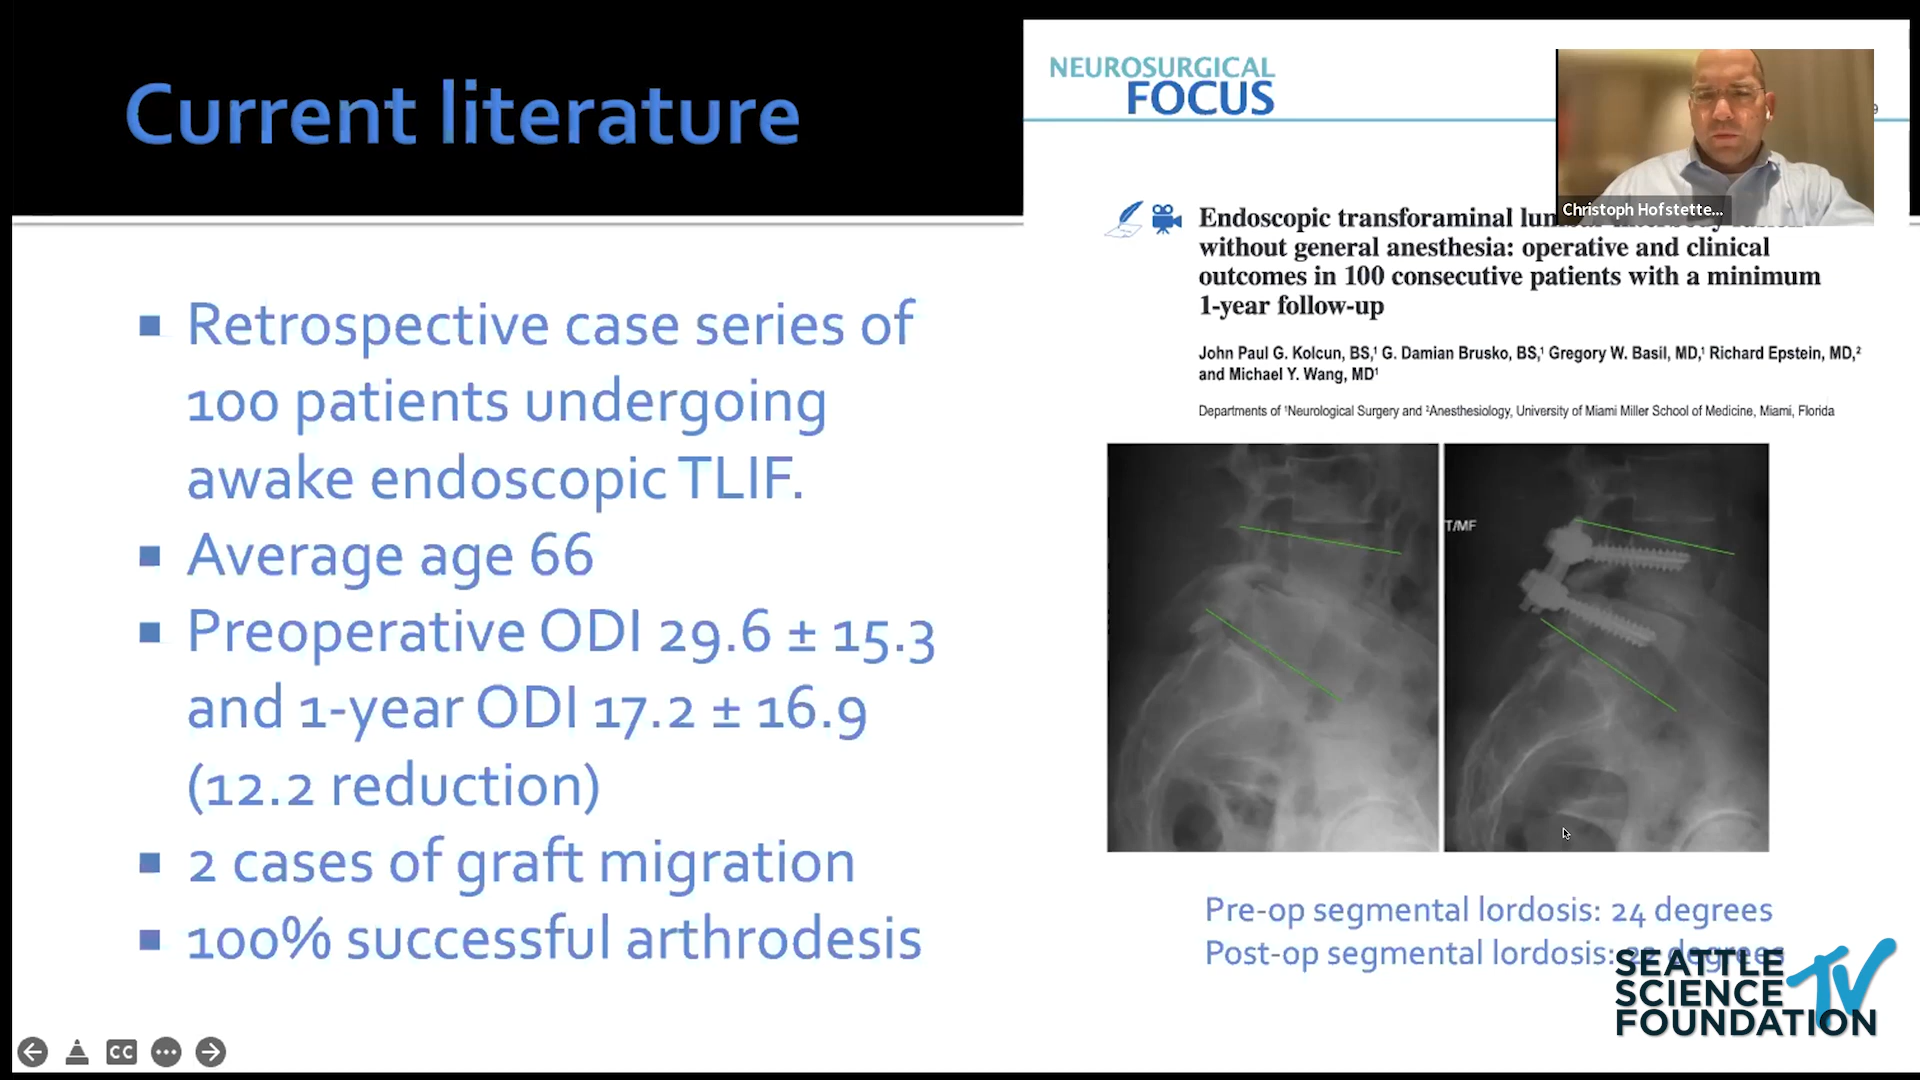 Current literature
Retrospective case series of
100 patients undergoing
awake endoscopic TLIF.
Average age 66
Preoperative ODI 29.6 ± 15.3
and 1-year ODI 17.2 ± 16.9
(12.2 reduction)
2 cases of graft migration
100% successful arthrodesis
NEUROSURGICAL
FOCUS
Christoph Hofstette...
Endoscopic transforaminal
without general anesthesia: operative and clinical
outcomes in 100 consecutive patients with a minimum
1-year follow-up
John Paul G. Kolcun, BS,¹ G. Damian Brusko, BS,¹ Gregory W. Basil, MD,¹ Richard Epstein, MD,²
and Michael Y. Wang, MD¹
Departments of ¹Neurological Surgery and ²Anesthesiology, University of Miami Miller School of Medicine, Miami, Florida
T/MF
Pre-op segmental lordosis: 24 degrees
Post-op segmental lordosis: degrees
SEATTLE
SCIENCE TV
FOUNDATION
CC